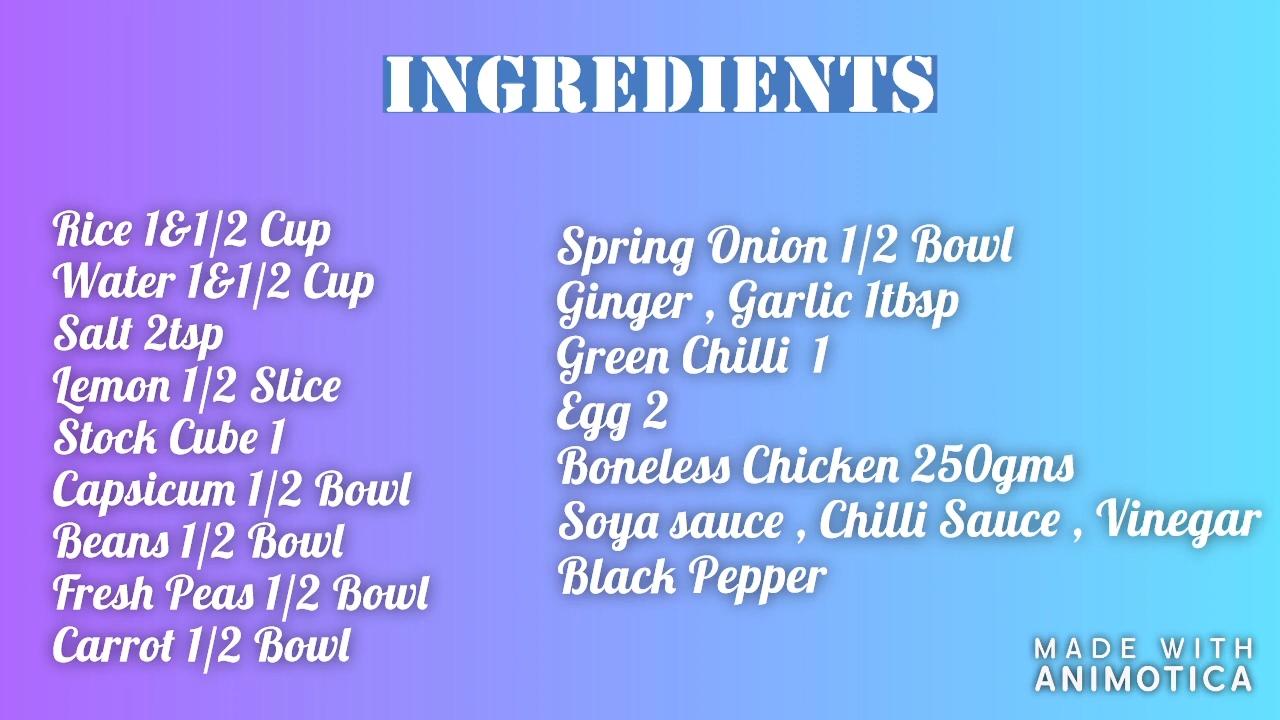 INGREDIENTS
Rice 1&1/2 Cup
Water 1&1/2 Cup
Salt 2tsp
Lemon 1/2 Slice
Stock Cube 1
Capsicum 1/2 Bowl
Beans 1/2 Bowl
Fresh Peas 1/2 Bowl
Carrot 1/2 Bowl
Spring Onion 1/2 Bowl
Ginger , Garlic 1tbsp
Green Chilli 1
Egg 2
Boneless Chicken 250gms
Soya sauce , Chilli Sauce , Vinegar
Black Pepper
MADE WITH
ANIMOTICA